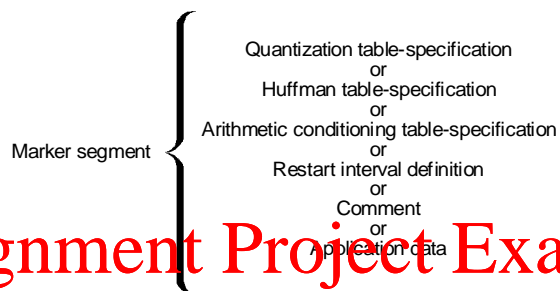 Quantization table-specification
or
Huffman table-specification
or
Arithmetic conditioning table-specification
or
Marker segment
Restart interval definition
or
Comment
or
Application data
gnment Project Exa